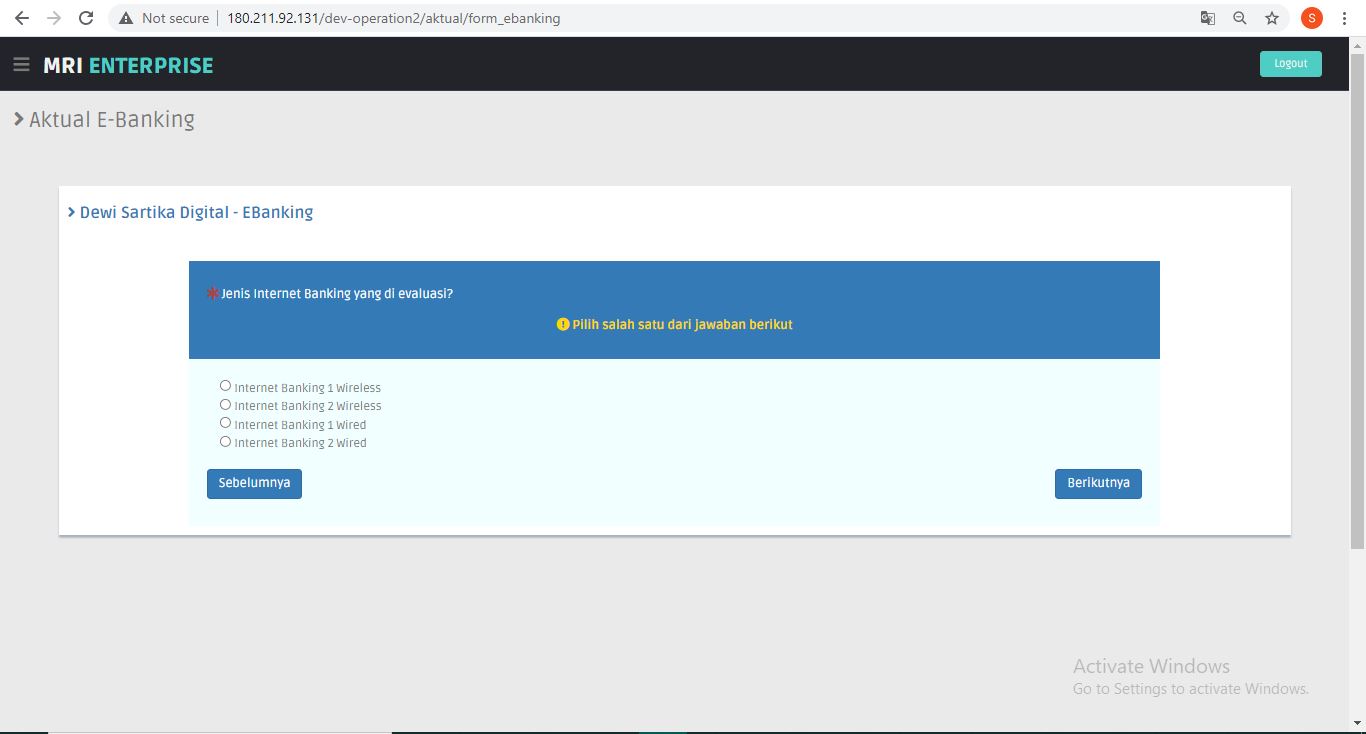 Not secure | 180.211.92.131/dev-operation2/aktual/form_ebanking
S
MRI ENTERPRISE
Logout
Aktual E-Banking
Dewi Sartika Digital - EBanking
*Jenis Internet Banking yang di evaluasi?
Pilih salah satu dari jawaban berikut
Internet Banking 1 Wireless
Internet Banking 2 Wireless
Internet Banking 1 Wired
Internet Banking 2 Wired
Sebelumnya
Berikutnya
Activate Windows
Go to Settings to activate Windows.